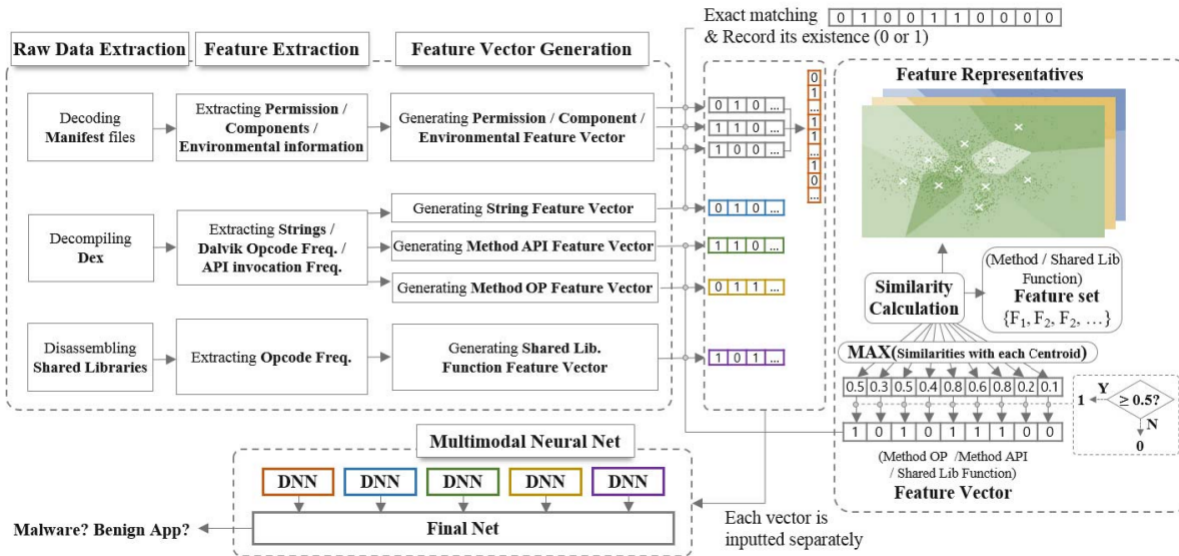 Exact matching 0 1 0 0 1 1 0 0 0 0
& Record its existence (0 or 1)
Raw Data Extraction
Feature Extraction
Feature Vector Generation
Decoding
Manifest files
Extracting Permission /
Components /
Environmental information
Generating Permission / Component /
Environmental Feature Vector
Decompiling
Dex
Extracting Strings /
Dalvik Opcode Freq. /
API invocation Freq.
Generating String Feature Vector
Generating Method API Feature Vector
Generating Method OP Feature Vector
Disassembling
Shared Libraries
Extracting Opcode Freq.
Generating Shared Lib.
Function Feature Vector
0 1 0 ...
1 1 0 ...
1 0 0 ...
0
1
...
1
1
...
1
0
...
0 1 0 ...
1 1 0 ...
0 1 1 ...
1 0 1 ...
Feature Representatives
Similarity
Calculation
(Method / Shared Lib
Function)
Feature set
{F1, F2, F2, …}
MAX(Similarities with each Centroid)
0.5 0.3 0.5 0.4 0.8 0.6 0.8 0.2 0.1
1 0 1 0 1 1 1 0 0
≥ 0.5?
Y
1
N
0
(Method OP /Method API
/ Shared Lib Function)
Feature Vector
Multimodal Neural Net
DNN DNN DNN DNN DNN
Final Net
Malware? Benign App?
Each vector is
inputted separately